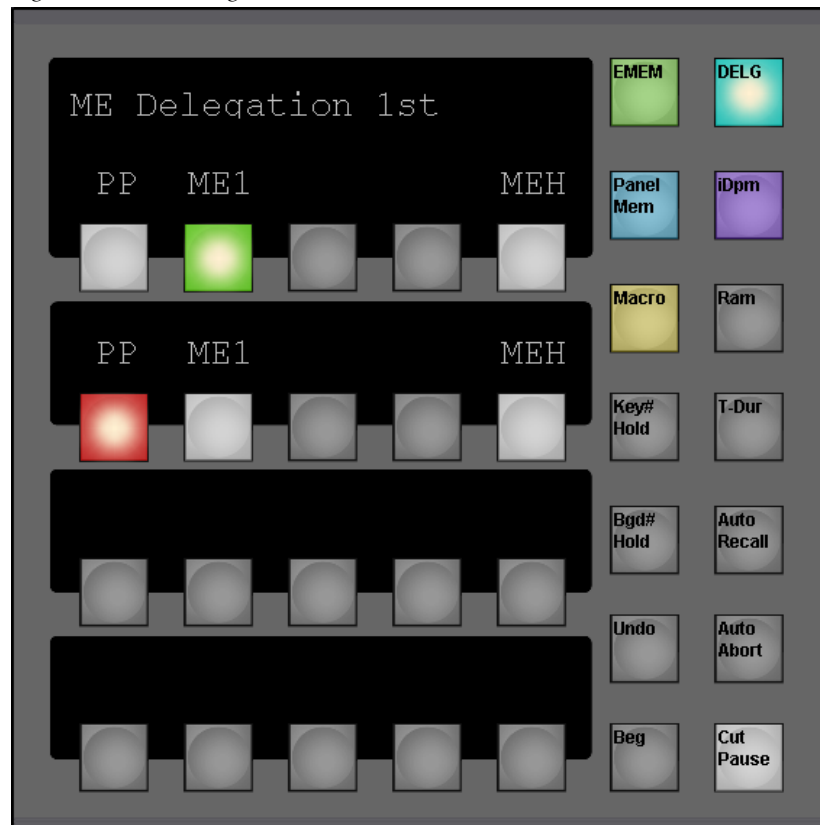 ME Delegation 1st
PP ME1 MEH
PP ME1 MEH
EMEM DELG
Panel
Mem
iDpm
Macro Ram
Key#
Hold
T-Dur
Bgd#
Hold
Auto
Recall
Undo
Auto
Abort
Beg
Cut
Pause